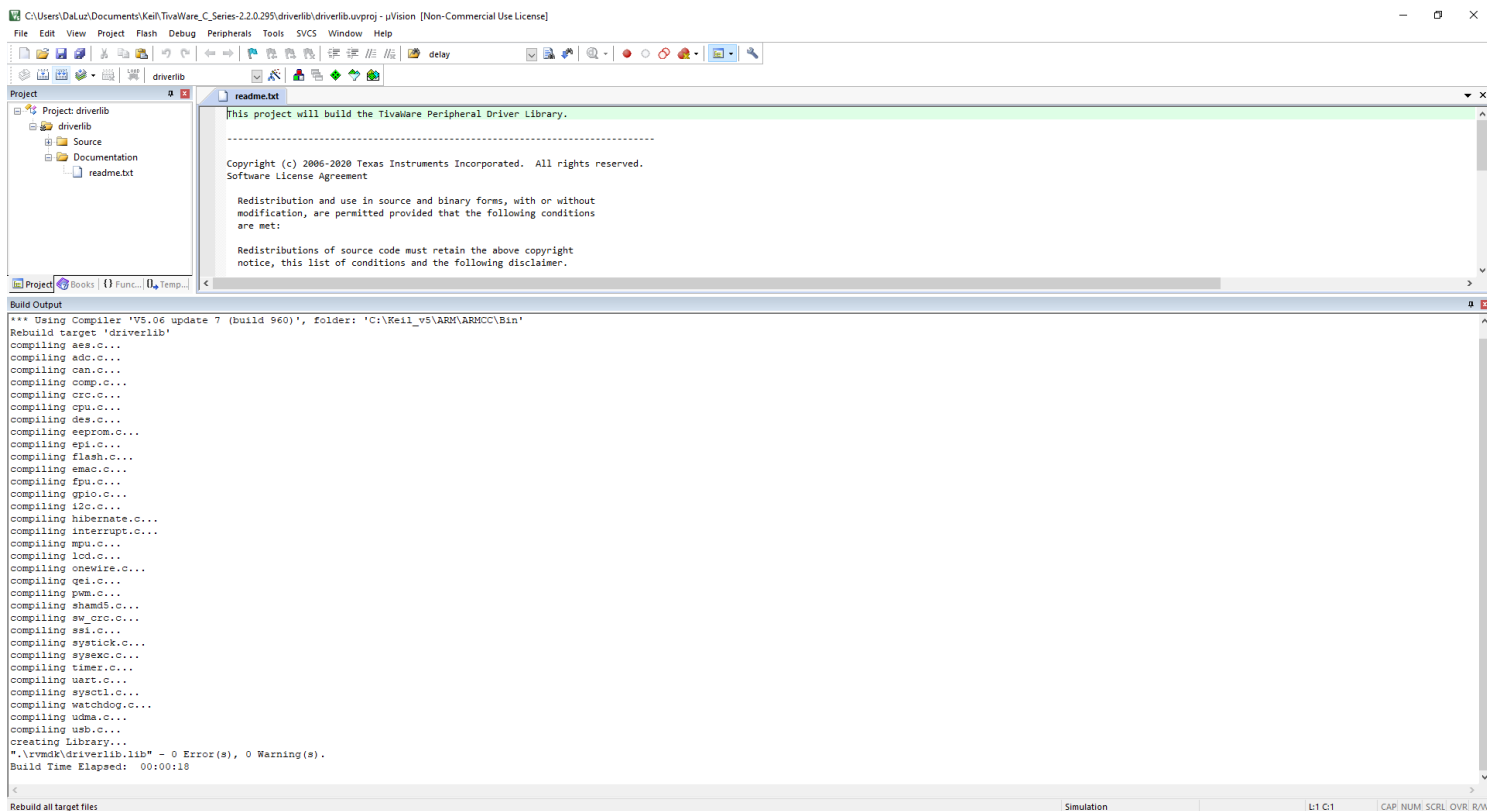 C:\Users\DaLuz\Documents\Keil\TivaWare_C_Series-2.2.0.295\driverlib\driverlib.uvproj - µVision [Non-Commercial Use License]
File Edit View Project Flash Debug Peripherals Tools SVCS Window Help
delay
LOAD driverlib
Project
Project: driverlib
driverlib
Source
Documentation
readme.txt
Project Books {} Func... Temp...
readme.txt
This project will build the TivaWare Peripheral Driver Library.
--------------------------------------------------------------------------------
Copyright (c) 2006-2020 Texas Instruments Incorporated.  All rights reserved.
Software License Agreement
Redistribution and use in source and binary forms, with or without
modification, are permitted provided that the following conditions
are met:
Redistributions of source code must retain the above copyright
notice, this list of conditions and the following disclaimer.
Build Output
*** Using Compiler 'V5.06 update 7 (build 960)', folder: 'C:\Keil_v5\ARM\ARMCC\Bin'
Rebuild target 'driverlib'
compiling aes.c...
compiling adc.c...
compiling can.c...
compiling comp.c...
compiling crc.c...
compiling cpu.c...
compiling des.c...
compiling eeprom.c...
compiling epi.c...
compiling flash.c...
compiling emac.c...
compiling fpu.c...
compiling gpio.c...
compiling i2c.c...
compiling hibernate.c...
compiling interrupt.c...
compiling mpu.c...
compiling lcd.c...
compiling onewire.c...
compiling qei.c...
compiling pwm.c...
compiling shamd5.c...
compiling sw_crc.c...
compiling ssi.c...
compiling systick.c...
compiling sysexc.c...
compiling timer.c...
compiling uart.c...
compiling sysctl.c...
compiling watchdog.c...
compiling udma.c...
compiling usb.c...
creating Library...
".\rvmdk\driverlib.lib" - 0 Error(s), 0 Warning(s).
Build Time Elapsed:  00:00:18
Rebuild all target files Simulation L:1 C:1 CAP NUM SCRL OVR R/W